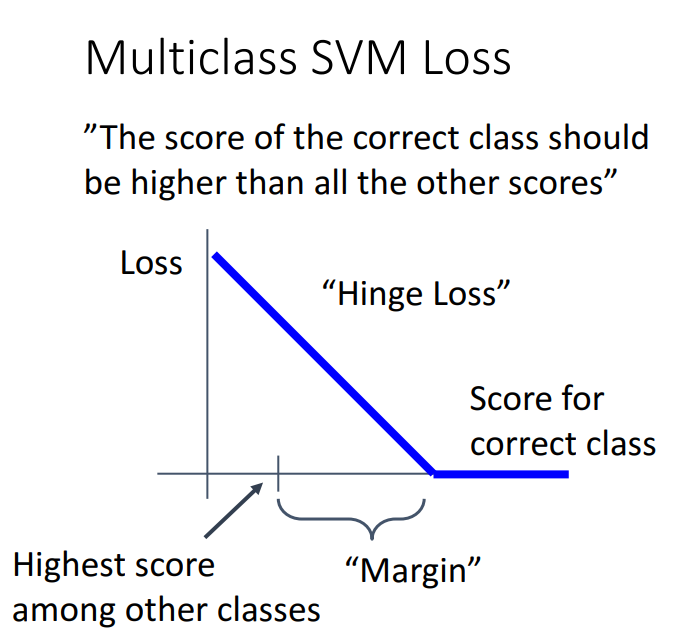 Multiclass SVM Loss
”The score of the correct class should
be higher than all the other scores”
Loss
“Hinge Loss”
Score for
correct class
Highest score
among other classes
“Margin”